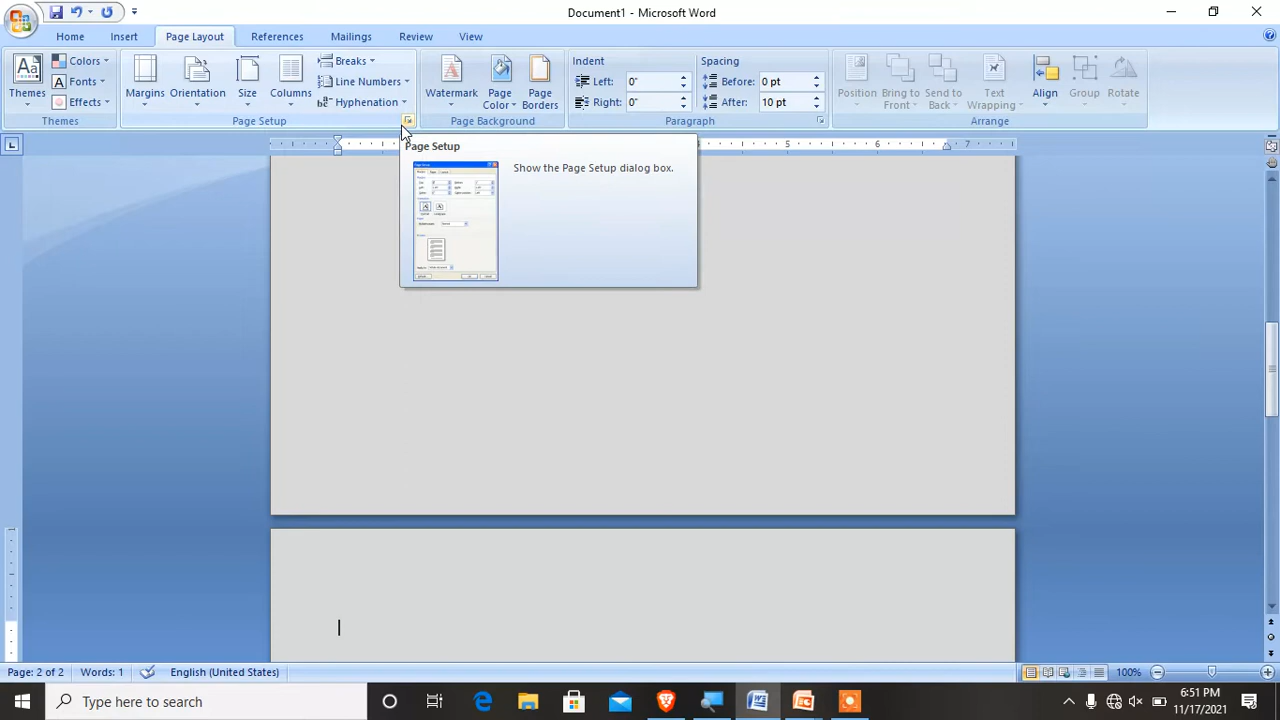 Document1 - Microsoft Word
Home Insert Page Layout References Mailings Review View
Themes
Colors
Fonts
Effects
Themes
Margins
Orientation
Size
Columns
Breaks
Line Numbers
Hyphenation
Page Setup
Watermark
Page Color
Page Borders
Page Background
Indent
Left: 0"
Right: 0"
Spacing
Before: 0 pt
After: 10 pt
Paragraph
Position
Bring to Front
Send to Back
Text Wrapping
Align
Group
Rotate
Arrange
5 6 7
Page Setup
Show the Page Setup dialog box.
Page: 2 of 2 Words: 1 English (United States) 100%
Type here to search
6:51 PM
11/17/2021